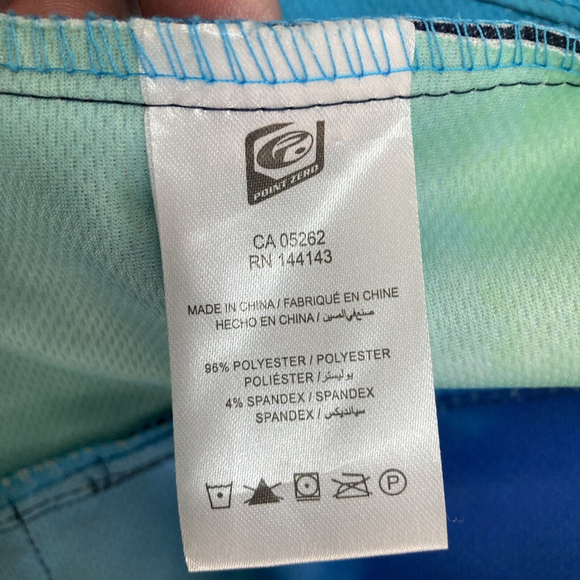 POINT ZERO
CA 05262
RN 144143
MADE IN CHINA / FABRIQUÉ EN CHINE
HECHO EN CHINA / صنع في الصين
96% POLYESTER / POLYESTER
POLIÉSTER / بوليستر
4% SPANDEX / SPANDEX
SPANDEX / سبانديكس
P